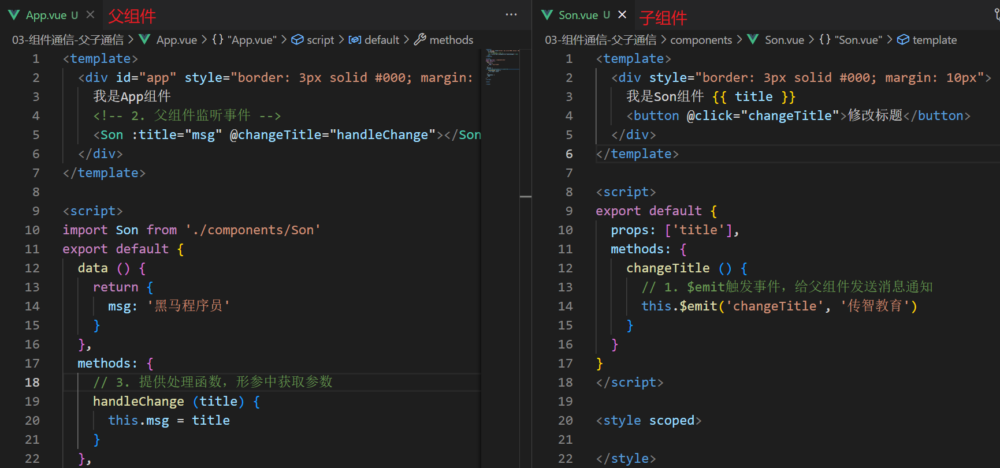 App.vue U
父组件
03-组件通信-父子通信 > App.vue > {} "App.vue" > script > default > methods
1 <template>
2 <div id="app" style="border: 3px solid #000; margin:
3 我是App组件
4 <!-- 2. 父组件监听事件 -->
5 <Son :title="msg" @changeTitle="handleChange"></Son
6 </div>
7 </template>
8
9 <script>
10 import Son from './components/Son'
11 export default {
12 data () {
13 return {
14 msg: '黑马程序员'
15 }
16 },
17 methods: {
18 // 3. 提供处理函数，形参中获取参数
19 handleChange (title) {
20 this.msg = title
21 }
22 },
Son.vue U
子组件
03-组件通信-父子通信 > components > Son.vue > {} "Son.vue" > template
1 <template>
2 <div style="border: 3px solid #000; margin: 10px">
3 我是Son组件 {{ title }}
4 <button @click="changeTitle">修改标题</button>
5 </div>
6 </template>
7
8 <script>
9 export default {
10 props: ['title'],
11 methods: {
12 changeTitle () {
13 // 1. $emit触发事件，给父组件发送消息通知
14 this.$emit('changeTitle', '传智教育')
15 }
16 }
17 }
18 </script>
19
20 <style scoped>
21
22 </style>